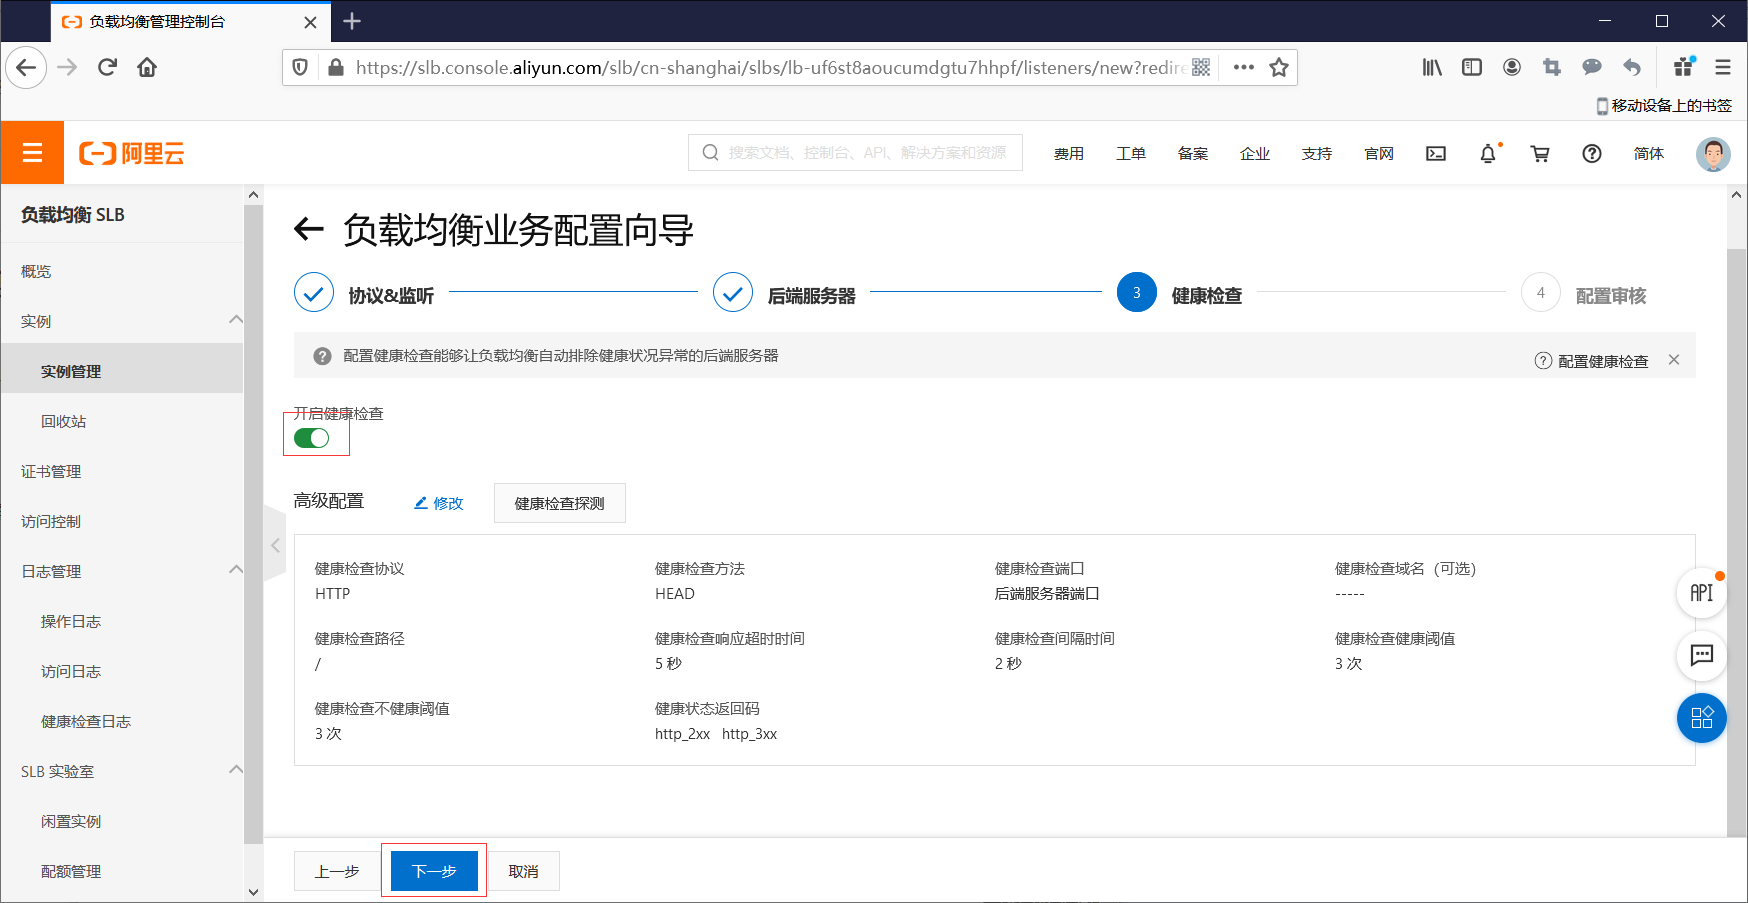 负载均衡管理控制台
https://slb.console.aliyun.com/slb/cn-shanghai/slbs/lb-uf6st8aoucumdgtu7hhpf/listeners/new?redire
移动设备上的书签
阿里云
搜索文档、控制台、API、解决方案和资源
费用 工单 备案 企业 支持 官网 简体
负载均衡 SLB
概览
实例
实例管理
回收站
证书管理
访问控制
日志管理
操作日志
访问日志
健康检查日志
SLB 实验室
闲置实例
配额管理
负载均衡业务配置向导
协议&监听 后端服务器 3 健康检查 4 配置审核
配置健康检查能够让负载均衡自动排除健康状况异常的后端服务器
配置健康检查
开启健康检查
高级配置 修改 健康检查探测
健康检查协议 健康检查方法 健康检查端口 健康检查域名（可选）
HTTP HEAD 后端服务器端口 -----
健康检查路径 健康检查响应超时时间 健康检查间隔时间 健康检查健康阈值
/ 5 秒 2 秒 3 次
健康检查不健康阈值 健康状态返回码
3 次 http_2xx http_3xx
API
上一步 下一步 取消